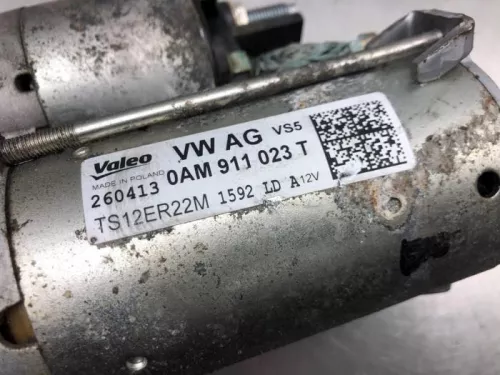 Valeo VW AG VS5
MADE IN POLAND
260413 0AM 911 023 T
TS12ER22M 1592 LD A 12V